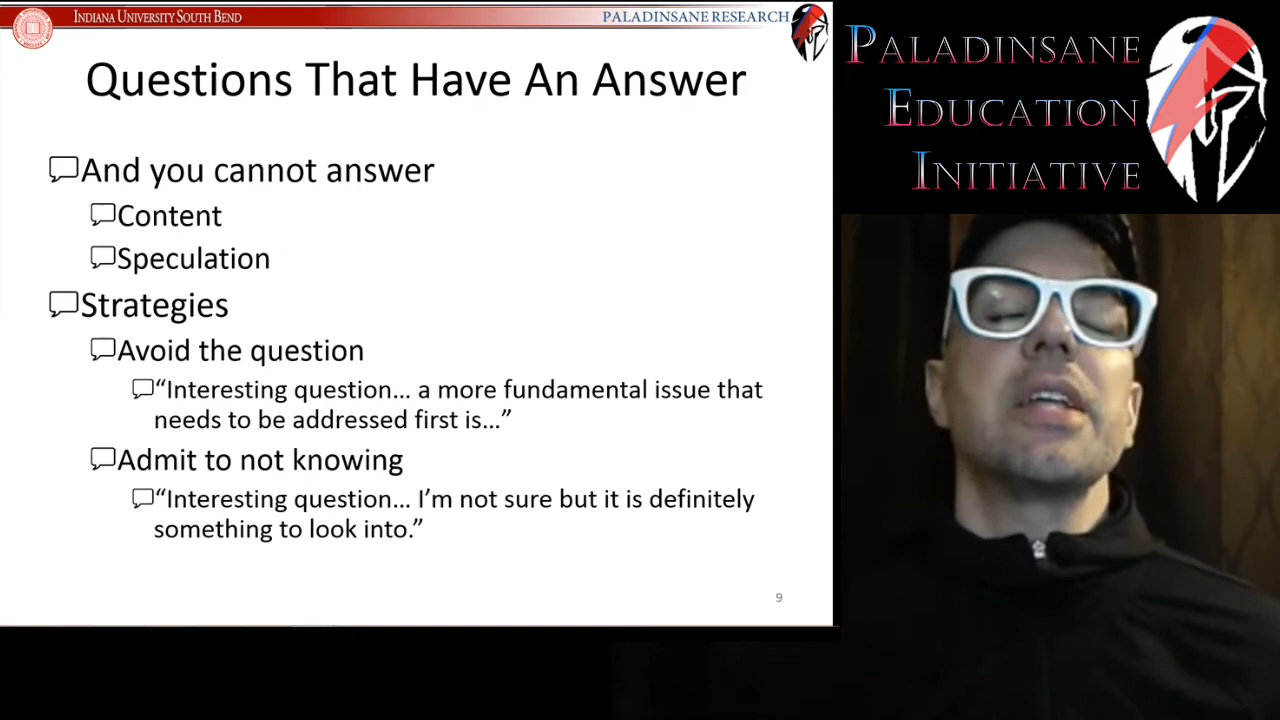 INDIANA UNIVERSITY SOUTH BEND
PALADINSANE RESEARCH
Questions That Have An Answer
And you cannot answer
Content
Speculation
Strategies
Avoid the question
“Interesting question... a more fundamental issue that
needs to be addressed first is...”
Admit to not knowing
“Interesting question... I’m not sure but it is definitely
something to look into.”
9
PALADINSANE
EDUCATION
INITIATIVE